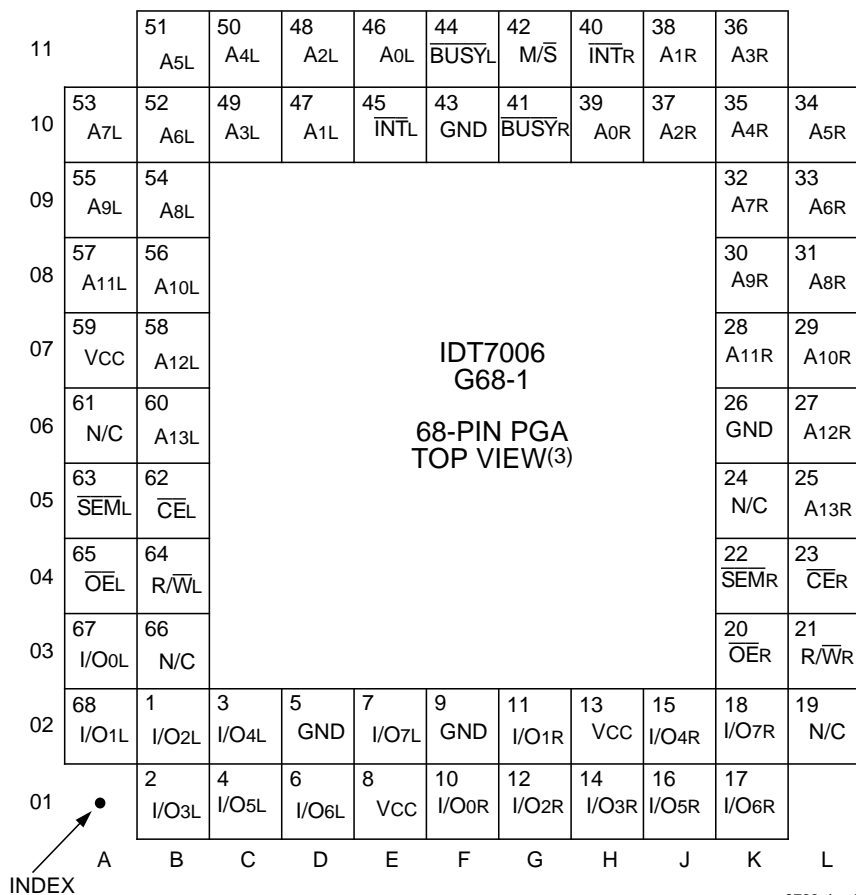 11
51 50 48 46 44 42 40 38 36
A5L A4L A2L A0L BUSYL M/S INTR A1R A3R
10
53 52 49 47 45 43 41 39 37 35 34
A7L A6L A3L A1L INTL GND BUSYR A0R A2R A4R A5R
09
55 54 32 33
A9L A8L A7R A6R
08
57 56 30 31
A11L A10L A9R A8R
07
59 58 28 29
VCC A12L A11R A10R
IDT7006
G68-1
06
61 60 26 27
N/C A13L GND A12R
68-PIN PGA
TOP VIEW(3)
05
63 62 24 25
SEML CEL N/C A13R
04
65 64 22 23
OEL R/WL SEMR CER
03
67 66 20 21
I/O0L N/C OER R/WR
02
68 1 3 5 7 9 11 13 15 18 19
I/O1L I/O2L I/O4L GND I/O7L GND I/O1R VCC I/O4R I/O7R N/C
01
2 4 6 8 10 12 14 16 17
I/O3L I/O5L I/O6L VCC I/O0R I/O2R I/O3R I/O5R I/O6R
A B C D E F G H J K L
INDEX